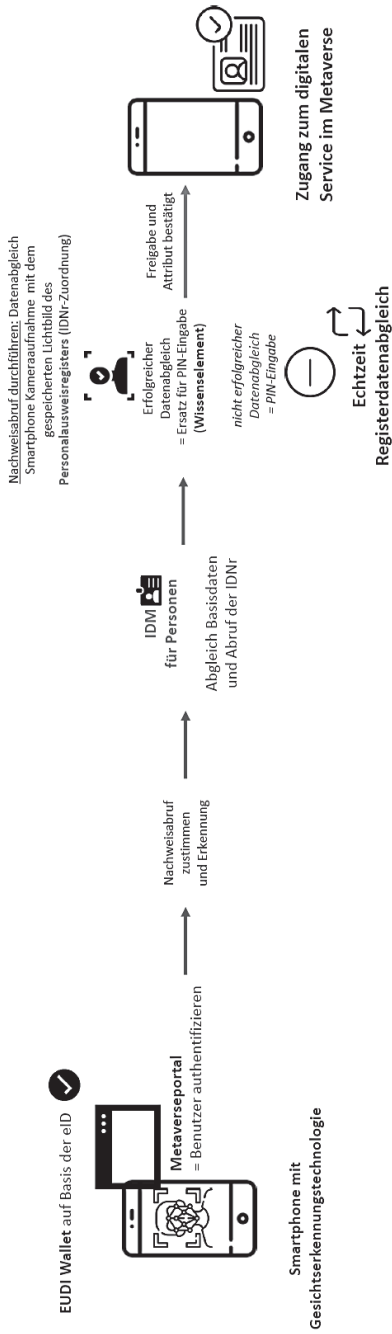 EUDI Wallet auf Basis der eID
Metaverseportal
= Benutzer authentifizieren
Smartphone mit
Gesichtserkennungstechnologie
Nachweisabruf
zustimmen
und Erkennung
IDM
für Personen
Abgleich Basisdaten
und Abruf der IDNr
Nachweisabruf durchführen: Datenabgleich
Smartphone Kameraaufnahme mit dem
gespeicherten Lichtbild des
Personalausweisregisters (IDNr-Zuordnung)
Erfolgreicher
Datenabgleich
= Ersatz für PIN-Eingabe
(Wissenselement)
nicht erfolgreicher
Datenabgleich
= PIN-Eingabe
Echtzeit
Registerdatenabgleich
Freigabe und
Attribut bestätigt
Zugang zum digitalen
Service im Metaverse